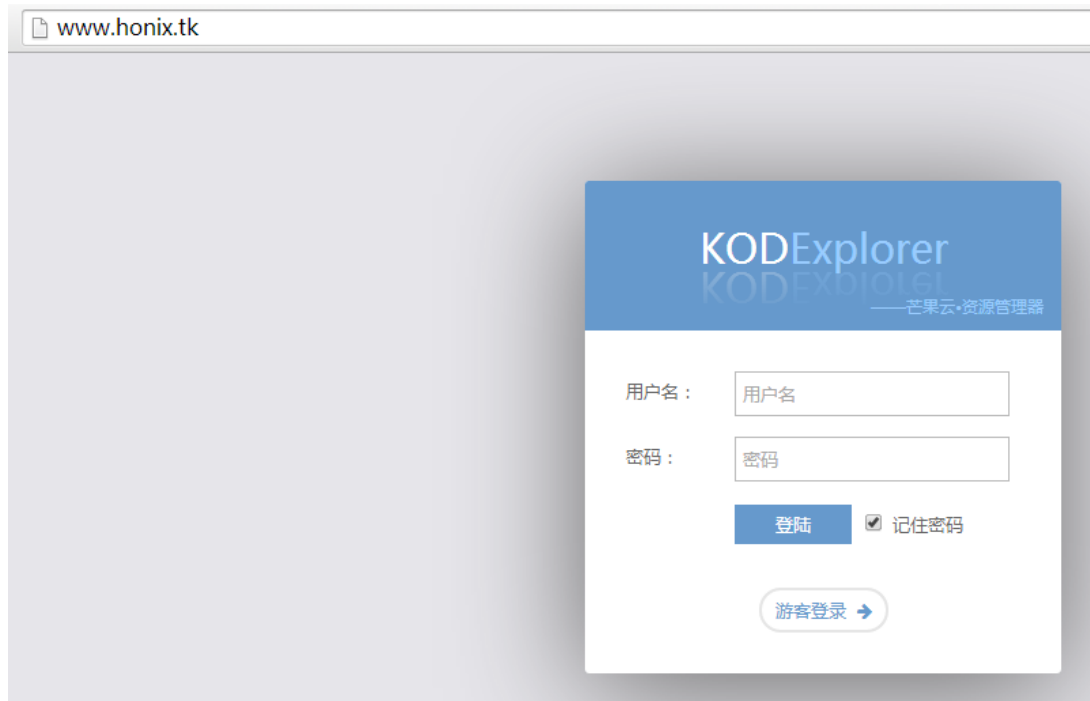 www.honix.tk
KODExplorer
——芒果云•资源管理器
用户名：
用户名
密码：
密码
登陆
记住密码
游客登录